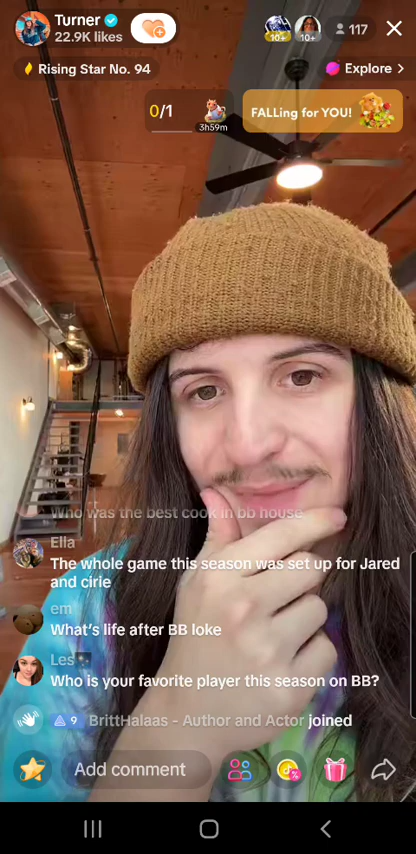 Turner
22.9K likes
10+
10+
117
Rising Star No. 94
Explore >
0/1
3h59m
FALLing for YOU!
Who was the best cook in bb house
Ella
The whole game this season was set up for Jared
and cirie
em
What's life after BB loke
Les
Who is your favorite player this season on BB?
9 BrittHalaas - Author and Actor joined
Add comment